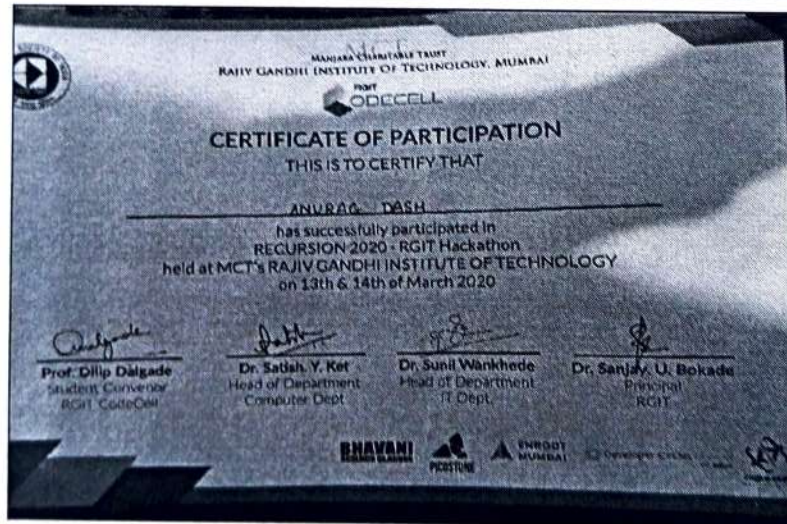 MANJARA CHARITABLE TRUST
RAJIV GANDHI INSTITUTE OF TECHNOLOGY, MUMBAI
RGIT
ODECELL
CERTIFICATE OF PARTICIPATION
THIS IS TO CERTIFY THAT
ANURAG DASH
has successfully participated in
RECURSION 2020 - RGIT Hackathon
held at MCT's RAJIV GANDHI INSTITUTE OF TECHNOLOGY
on 13th & 14th of March 2020
Prof. Dilip Dalgade
Student Convenor
RGIT CodeCell
Dr. Satish. Y. Ket
Head of Department
Computer Dept
Dr. Sunil Wankhede
Head of Department
IT Dept.
Dr. Sanjay. U. Bokade
Principal
RGIT
BHAVANI
PICOSTONE
ENROOT
MUMBAI
Developer Circles